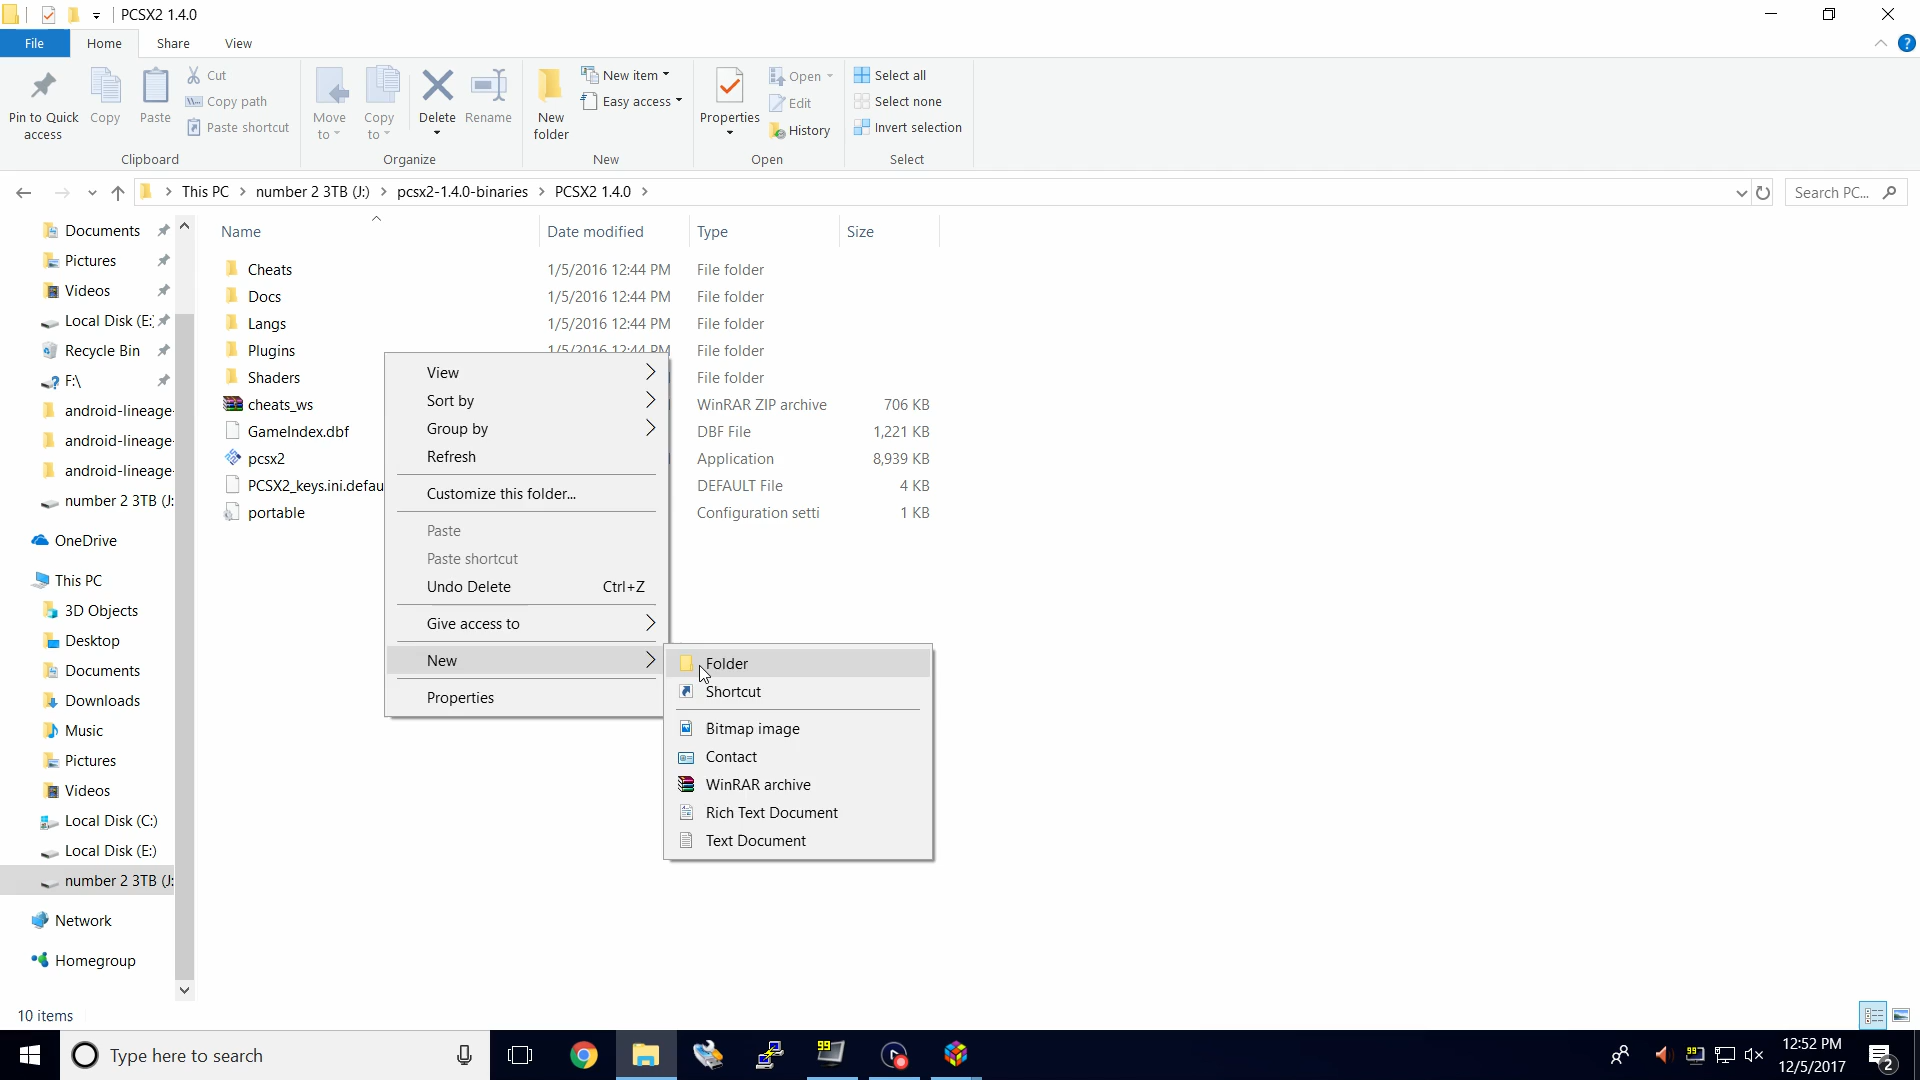 PCSX2 1.4.0
File Home Share View
Pin to Quick access
Copy
Paste
Cut
Copy path
Paste shortcut
Clipboard
Move to
Copy to
Delete
Rename
Organize
New folder
New item
Easy access
New
Properties
Open
Edit
History
Open
Select all
Select none
Invert selection
Select
This PC > number 2 3TB (J:) > pcsx2-1.4.0-binaries > PCSX2 1.4.0 >
Search PC...
Documents
Pictures
Videos
Local Disk (E:
Recycle Bin
F:\
android-lineage-
android-lineage-
android-lineage-
number 2 3TB (J:
OneDrive
This PC
3D Objects
Desktop
Documents
Downloads
Music
Pictures
Videos
Local Disk (C:)
Local Disk (E:)
number 2 3TB (J:
Network
Homegroup
Name Date modified Type Size
Cheats 1/5/2016 12:44 PM File folder
Docs 1/5/2016 12:44 PM File folder
Langs 1/5/2016 12:44 PM File folder
Plugins 1/5/2016 12:44 PM File folder
Shaders File folder
cheats_ws WinRAR ZIP archive 706 KB
GameIndex.dbf DBF File 1,221 KB
pcsx2 Application 8,939 KB
PCSX2_keys.ini.defau DEFAULT File 4 KB
portable Configuration setti 1 KB
View
Sort by
Group by
Refresh
Customize this folder...
Paste
Paste shortcut
Undo Delete Ctrl+Z
Give access to
New
Properties
Folder
Shortcut
Bitmap image
Contact
WinRAR archive
Rich Text Document
Text Document
10 items
Type here to search
99
99
12:52 PM
12/5/2017
2